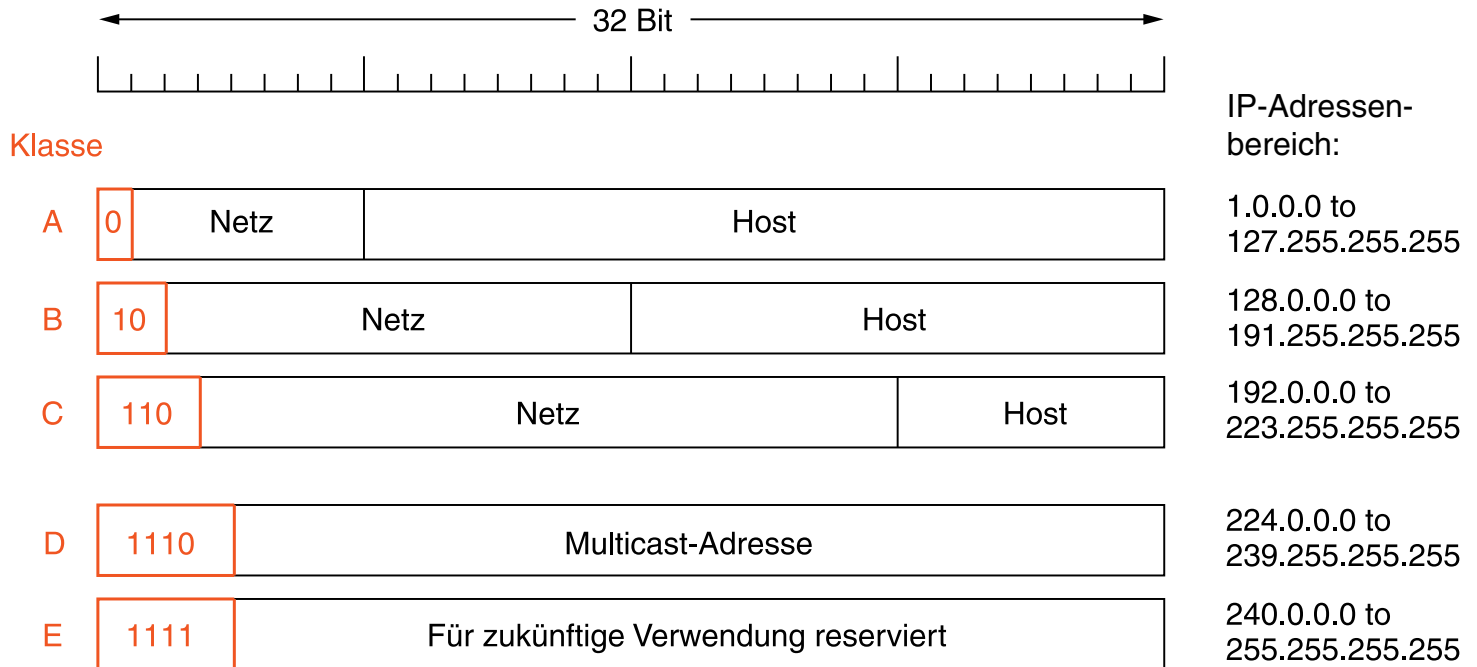 32 Bit
IP-Adressen-
bereich:
Klasse
A 0 Netz Host 1.0.0.0 to
127.255.255.255
B 10 Netz Host 128.0.0.0 to
191.255.255.255
C 110 Netz Host 192.0.0.0 to
223.255.255.255
D 1110 Multicast-Adresse 224.0.0.0 to
239.255.255.255
E 1111 Für zukünftige Verwendung reserviert 240.0.0.0 to
255.255.255.255